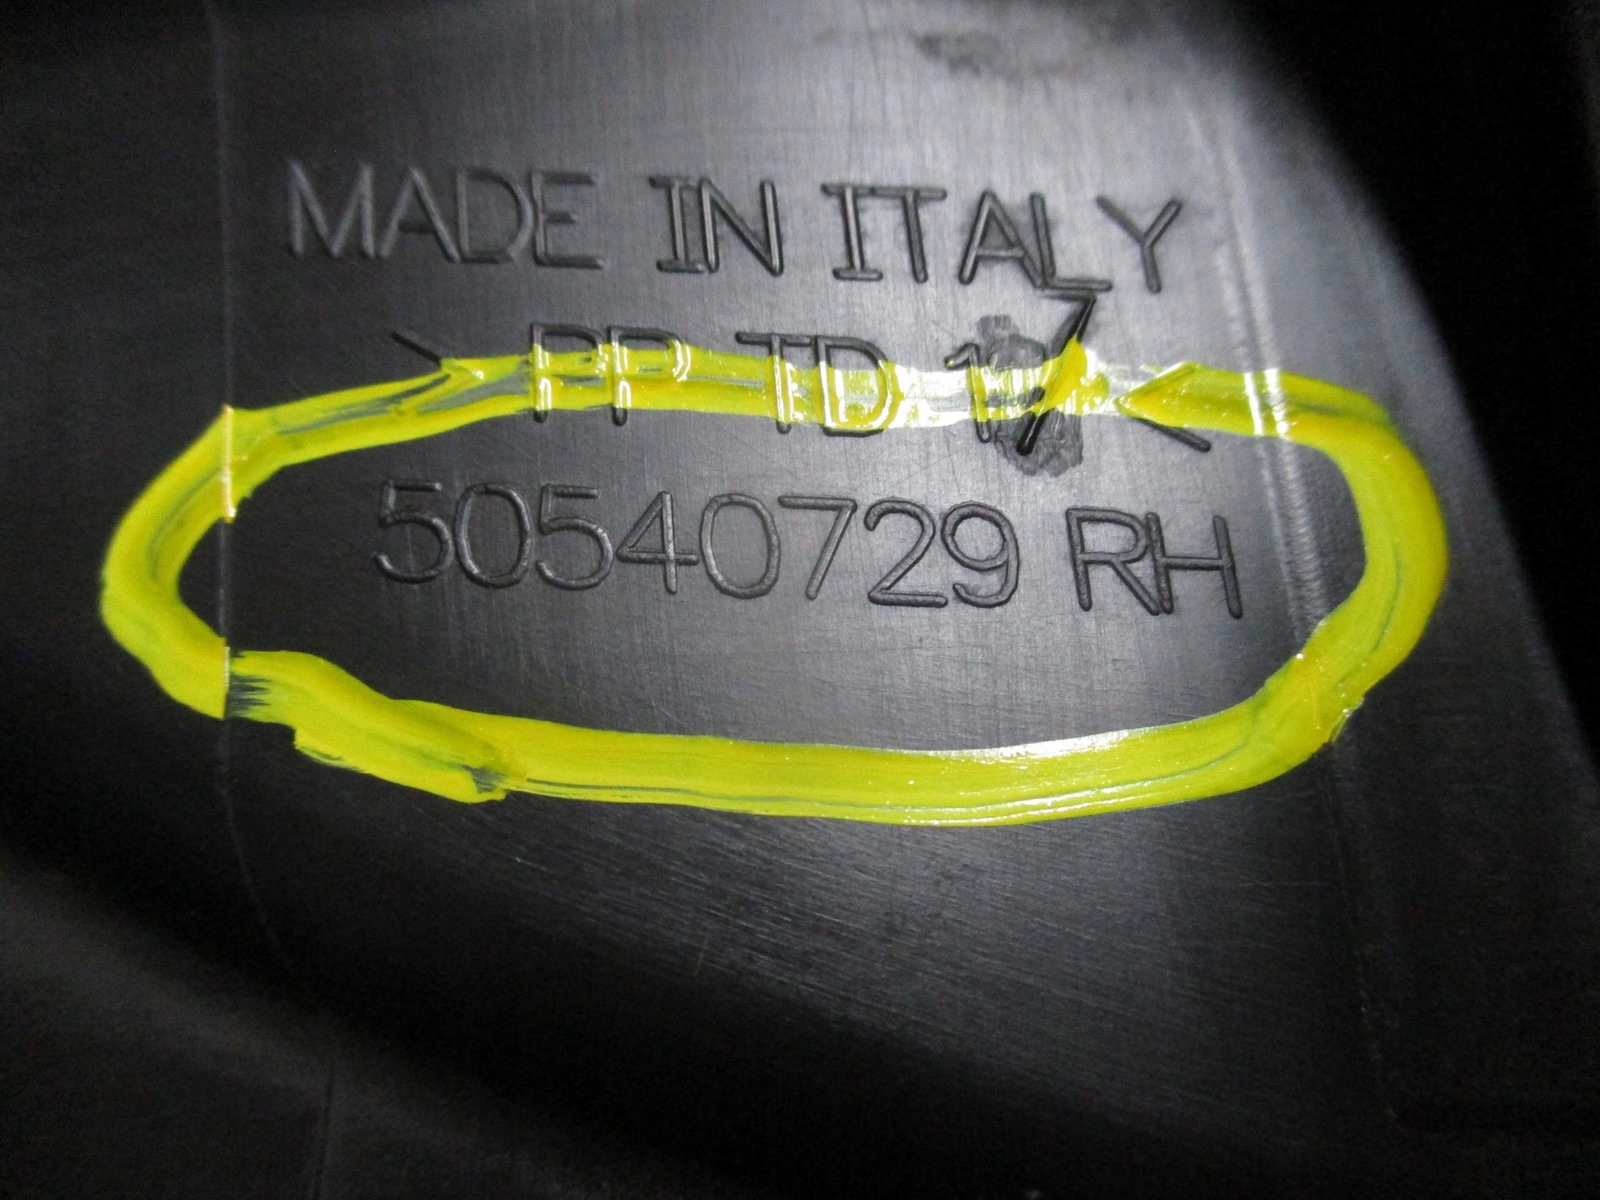 MADE IN ITALY
> PP TD 17 <
50540729 RH